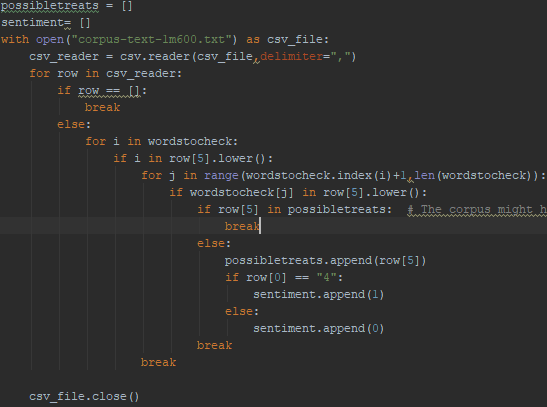 possibletreats = []
sentiment= []
with open("corpus-text-lm600.txt") as csv_file:
    csv_reader = csv.reader(csv_file,delimiter=",")
    for row in csv_reader:
        if row == []:
            break
        else:
            for i in wordstocheck:
                if i in row[5].lower():
                    for j in range(wordstocheck.index(i)+1,len(wordstocheck)):
                        if wordstocheck[j] in row[5].lower():
                            if row[5] in possibletreats:  # The corpus might h
                                break
                            else:
                                possibletreats.append(row[5])
                                if row[0] == "4":
                                    sentiment.append(1)
                                else:
                                    sentiment.append(0)
                            break
                    break
    csv_file.close()